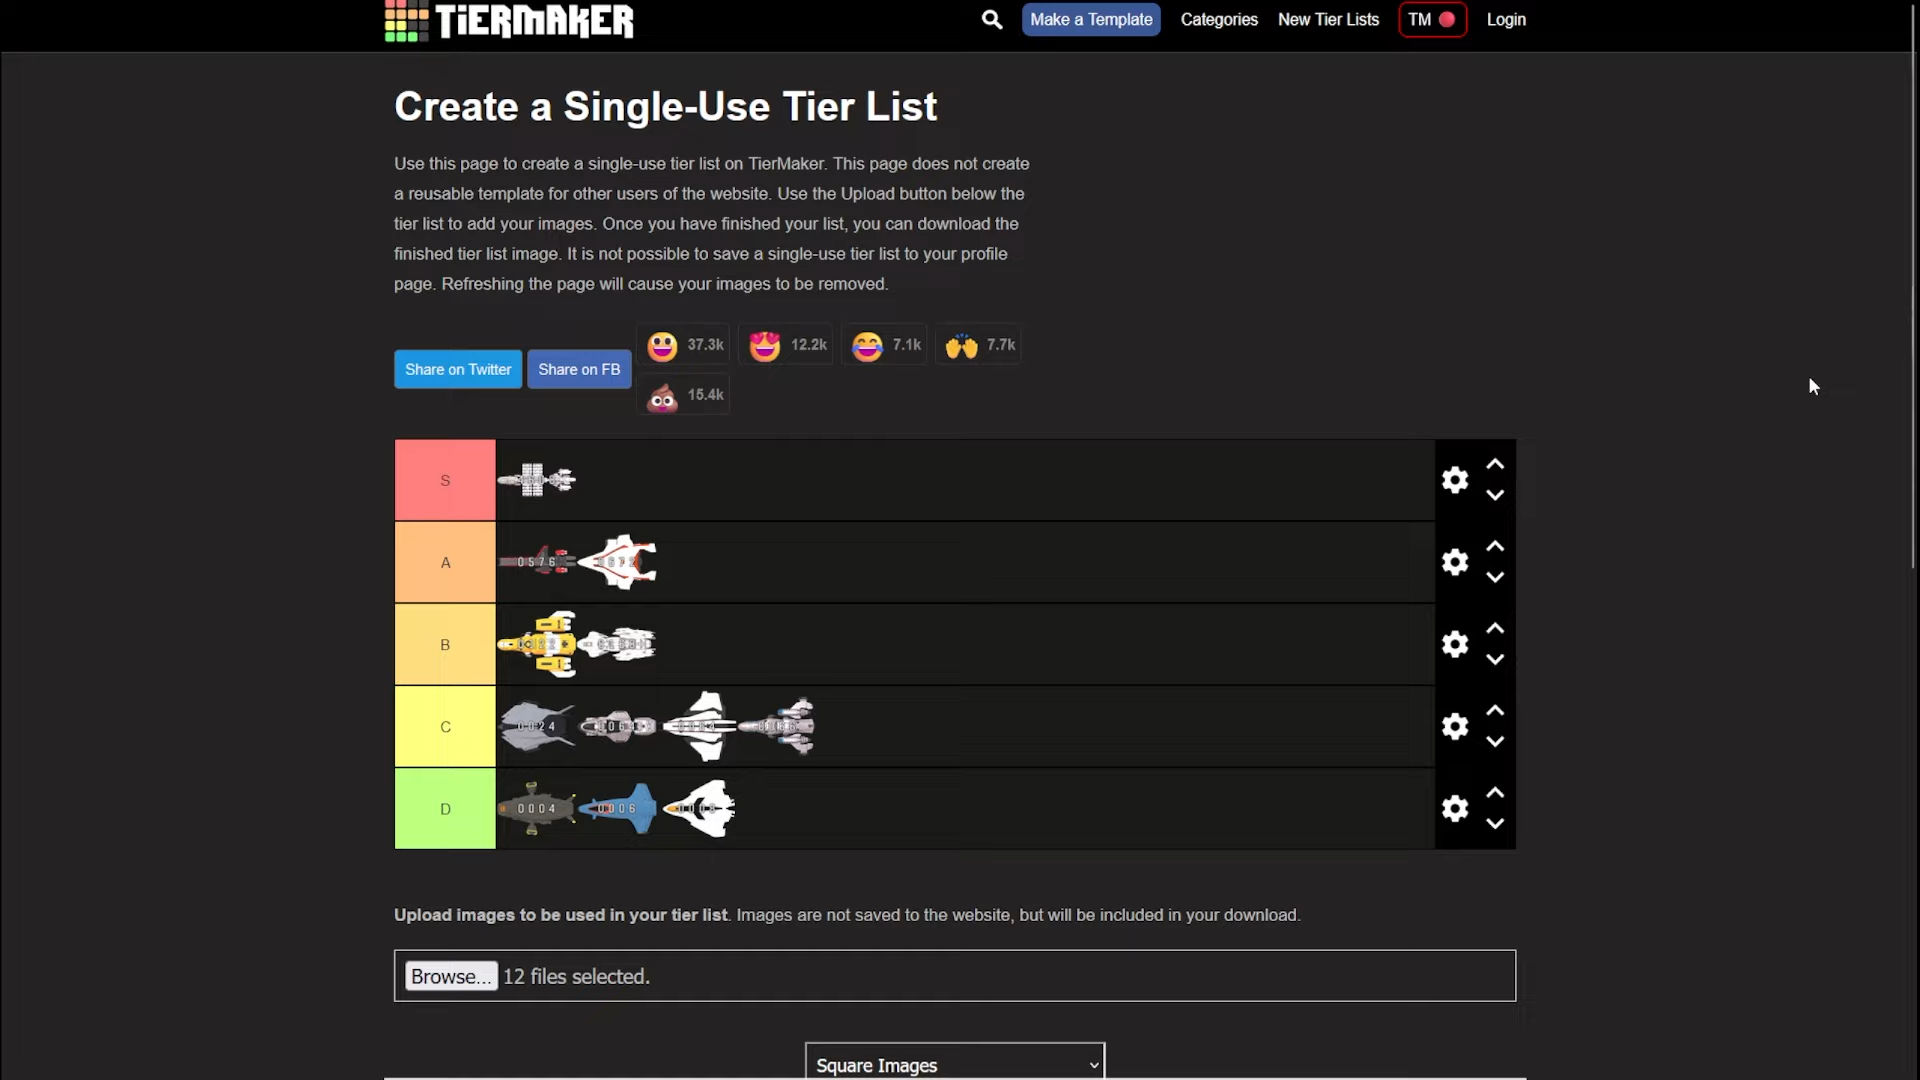 TiERMAKER
Make a Template
Categories
New Tier Lists
TM
Login
Create a Single-Use Tier List
Use this page to create a single-use tier list on TierMaker. This page does not create
a reusable template for other users of the website. Use the Upload button below the
tier list to add your images. Once you have finished your list, you can download the
finished tier list image. It is not possible to save a single-use tier list to your profile
page. Refreshing the page will cause your images to be removed.
Share on Twitter
Share on FB
37.3k
12.2k
7.1k
7.7k
15.4k
S
A
0576
B
C
0024
D
0004
0006
Upload images to be used in your tier list. Images are not saved to the website, but will be included in your download.
Browse... 12 files selected.
Square Images